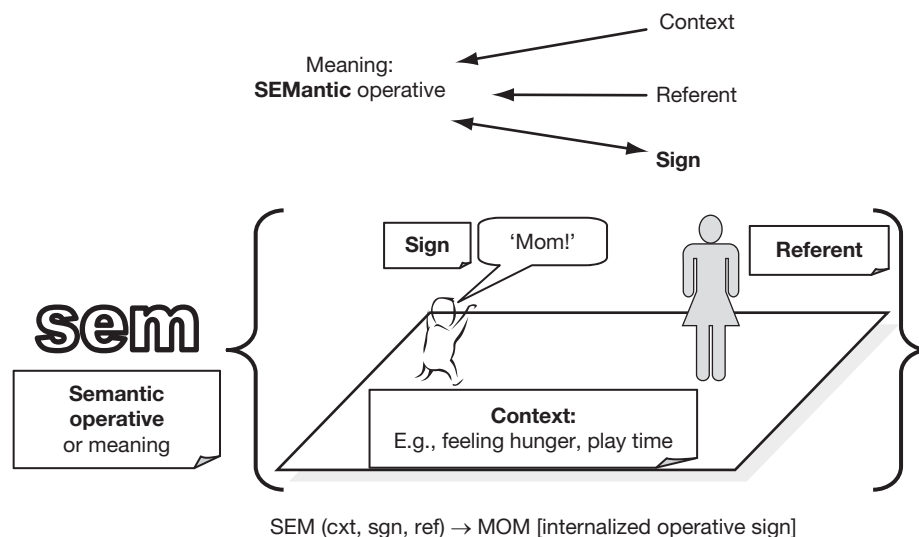 Context
Meaning:
SEMantic operative
Referent
Sign
Sign
‘Mom!’
Referent
sem
Semantic
operative
or meaning
Context:
E.g., feeling hunger, play time
SEM (cxt, sgn, ref) → MOM [internalized operative sign]